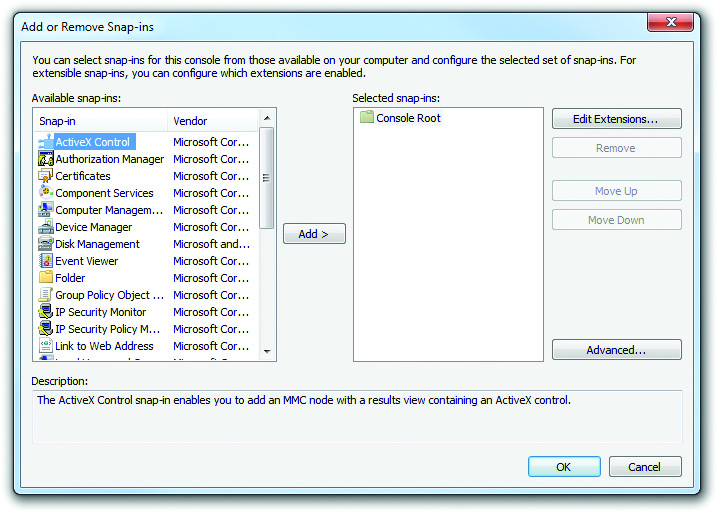 Add or Remove Snap-ins
You can select snap-ins for this console from those available on your computer and configure the selected set of snap-ins. For
extensible snap-ins, you can configure which extensions are enabled.
Available snap-ins:
Snap-in Vendor
ActiveX Control Microsoft Cor...
Authorization Manager Microsoft Cor...
Certificates Microsoft Cor...
Component Services Microsoft Cor...
Computer Managem... Microsoft Cor...
Device Manager Microsoft Cor...
Disk Management Microsoft and...
Event Viewer Microsoft Cor...
Folder Microsoft Cor...
Group Policy Object ... Microsoft Cor...
IP Security Monitor Microsoft Cor...
IP Security Policy M... Microsoft Cor...
Link to Web Address Microsoft Cor...
Add >
Selected snap-ins:
Console Root
Edit Extensions...
Remove
Move Up
Move Down
Advanced...
Description:
The ActiveX Control snap-in enables you to add an MMC node with a results view containing an ActiveX control.
OK
Cancel